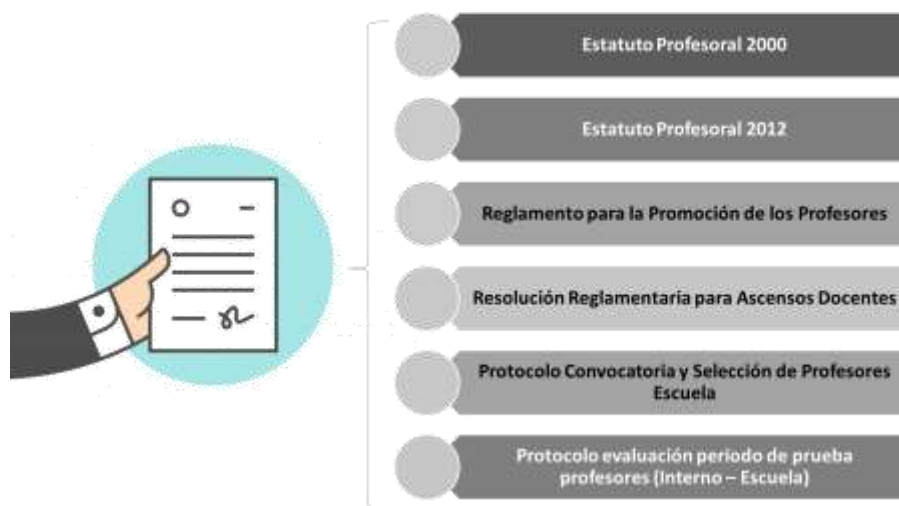 Estatuto Profesoral 2000
Estatuto Profesoral 2012
Reglamento para la Promoción de los Profesores
Resolución Reglamentaria para Ascensos Docentes
Protocolo Convocatoria y Selección de Profesores
Escuela
Protocolo evaluación periodo de prueba
profesores (Interno – Escuela)